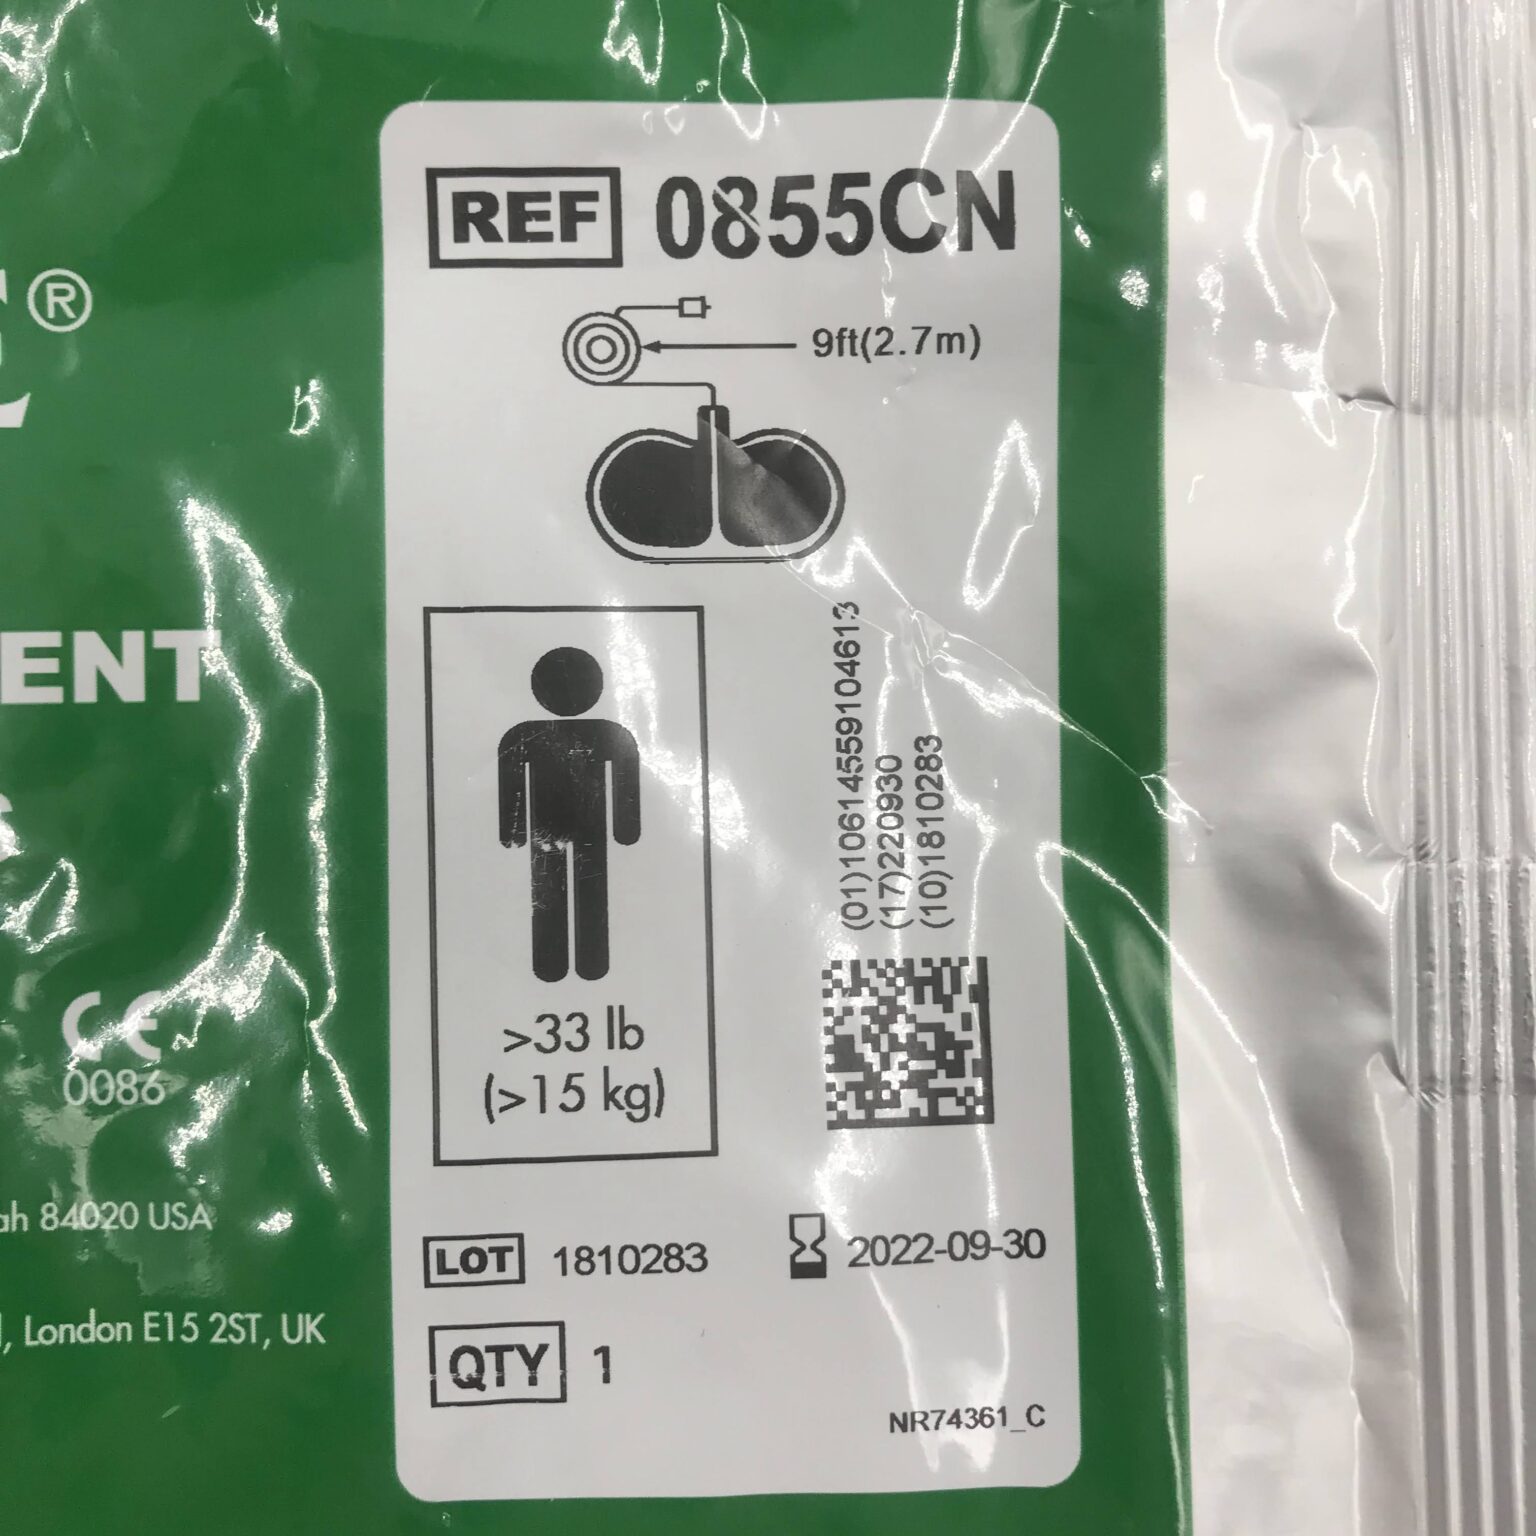 REF 0855CN
9ft(2.7m)
®
ENT
(01)10614559104613
(17)220930
(10)1810283
>33 lb
(>15 kg)
CE
0086
84020 USA
LOT 1810283
2022-09-30
, London E15 2ST, UK
QTY 1
NR74361_C